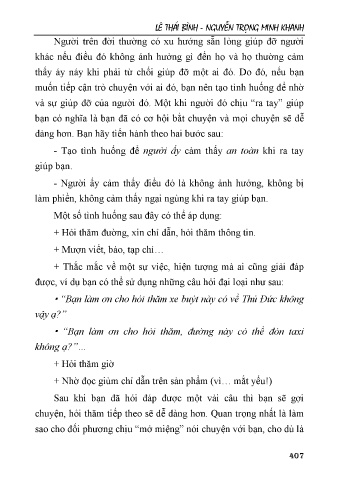 LÊ THÁI BÌNH - NGUYỄN TRỌNG MINH KHANH
Người trên đời thường có xu hướng sẵn lòng giúp đỡ người
khác nếu điều đó không ảnh hưởng gì đến họ và họ thường cảm
thấy áy náy khi phải từ chối giúp đỡ một ai đó. Do đó, nếu bạn
muốn tiếp cận trò chuyện với ai đó, bạn nên tạo tình huống để nhờ
và sự giúp đỡ của người đó. Một khi người đó chịu “ra tay” giúp
bạn có nghĩa là bạn đã có cơ hội bắt chuyện và mọi chuyện sẽ dễ
dàng hơn. Bạn hãy tiến hành theo hai bước sau:
- Tạo tình huống để người ấy cảm thấy an toàn khi ra tay
giúp bạn.
- Người ấy cảm thấy điều đó là không ảnh hưởng, không bị
làm phiền, không cảm thấy ngại ngùng khi ra tay giúp bạn.
Một số tình huống sau đây có thể áp dụng:
+ Hỏi thăm đường, xin chỉ dẫn, hỏi thăm thông tin.
+ Mượn viết, báo, tạp chí…
+ Thắc mắc về một sự việc, hiện tượng mà ai cũng giải đáp
được, ví dụ bạn có thể sử dụng những câu hỏi đại loại như sau:
• “Bạn làm ơn cho hỏi thăm xe buýt này có về Thủ Đức không
vậy ạ?”
• “Bạn làm ơn cho hỏi thăm, đường này có thể đón taxi
không ạ?”…
+ Hỏi thăm giờ
+ Nhờ đọc giùm chỉ dẫn trên sản phẩm (vì… mắt yếu!)
Sau khi bạn đã hỏi đáp được một vài câu thì bạn sẽ gợi
chuyện, hỏi thăm tiếp theo sẽ dễ dàng hơn. Quan trọng nhất là làm
sao cho đối phương chịu “mở miệng” nói chuyện với bạn, cho dù là
407